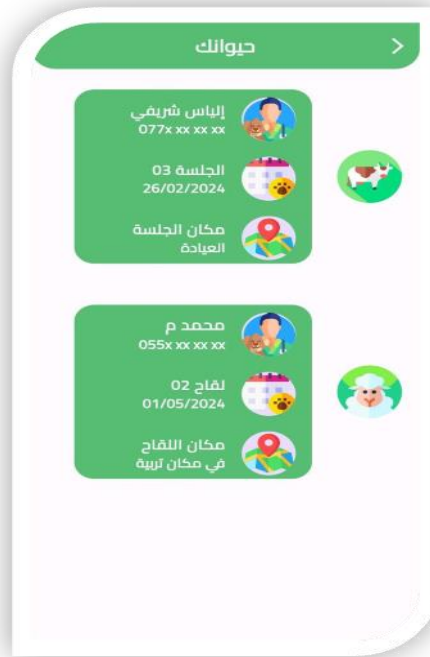 حيوانك
إلياس شريفي
077x xx xx xx
الجلسة 03
26/02/2024
مكان الجلسة
العيادة
محمد م
055x xx xx xx
لقاح 02
01/05/2024
مكان اللقاح
في مكان تربية